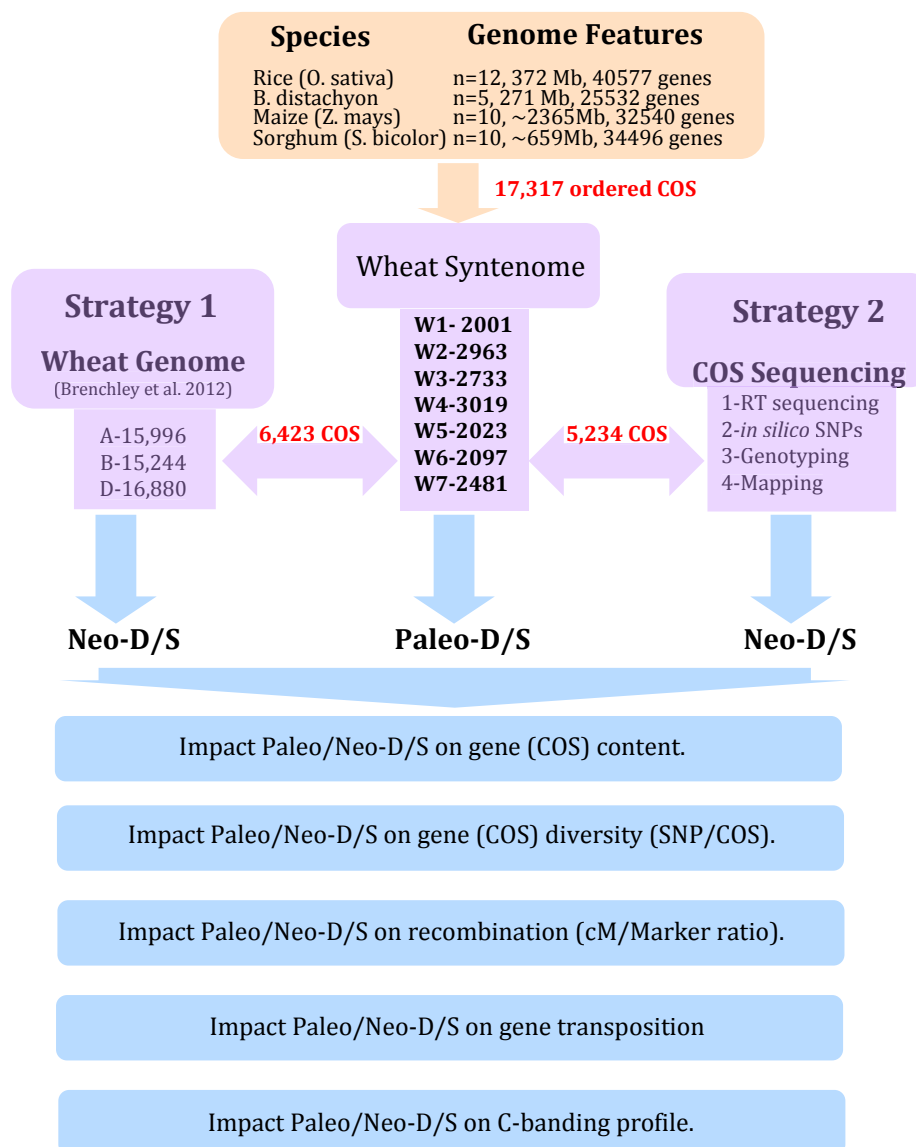 Species Genome Features
Rice (O. sativa) n=12, 372 Mb, 40577 genes
B. distachyon n=5, 271 Mb, 25532 genes
Maize (Z. mays) n=10, ~2365Mb, 32540 genes
Sorghum (S. bicolor) n=10, ~659Mb, 34496 genes
17,317 ordered COS
Wheat Syntenome
W1- 2001
W2-2963
W3-2733
W4-3019
W5-2023
W6-2097
W7-2481
Strategy 1
Wheat Genome
(Brenchley et al. 2012)
A-15,996
B-15,244
D-16,880
6,423 COS
5,234 COS
Strategy 2
COS Sequencing
1-RT sequencing
2-in silico SNPs
3-Genotyping
4-Mapping
Neo-D/S Paleo-D/S Neo-D/S
Impact Paleo/Neo-D/S on gene (COS) content.
Impact Paleo/Neo-D/S on gene (COS) diversity (SNP/COS).
Impact Paleo/Neo-D/S on recombination (cM/Marker ratio).
Impact Paleo/Neo-D/S on gene transposition
Impact Paleo/Neo-D/S on C-banding profile.